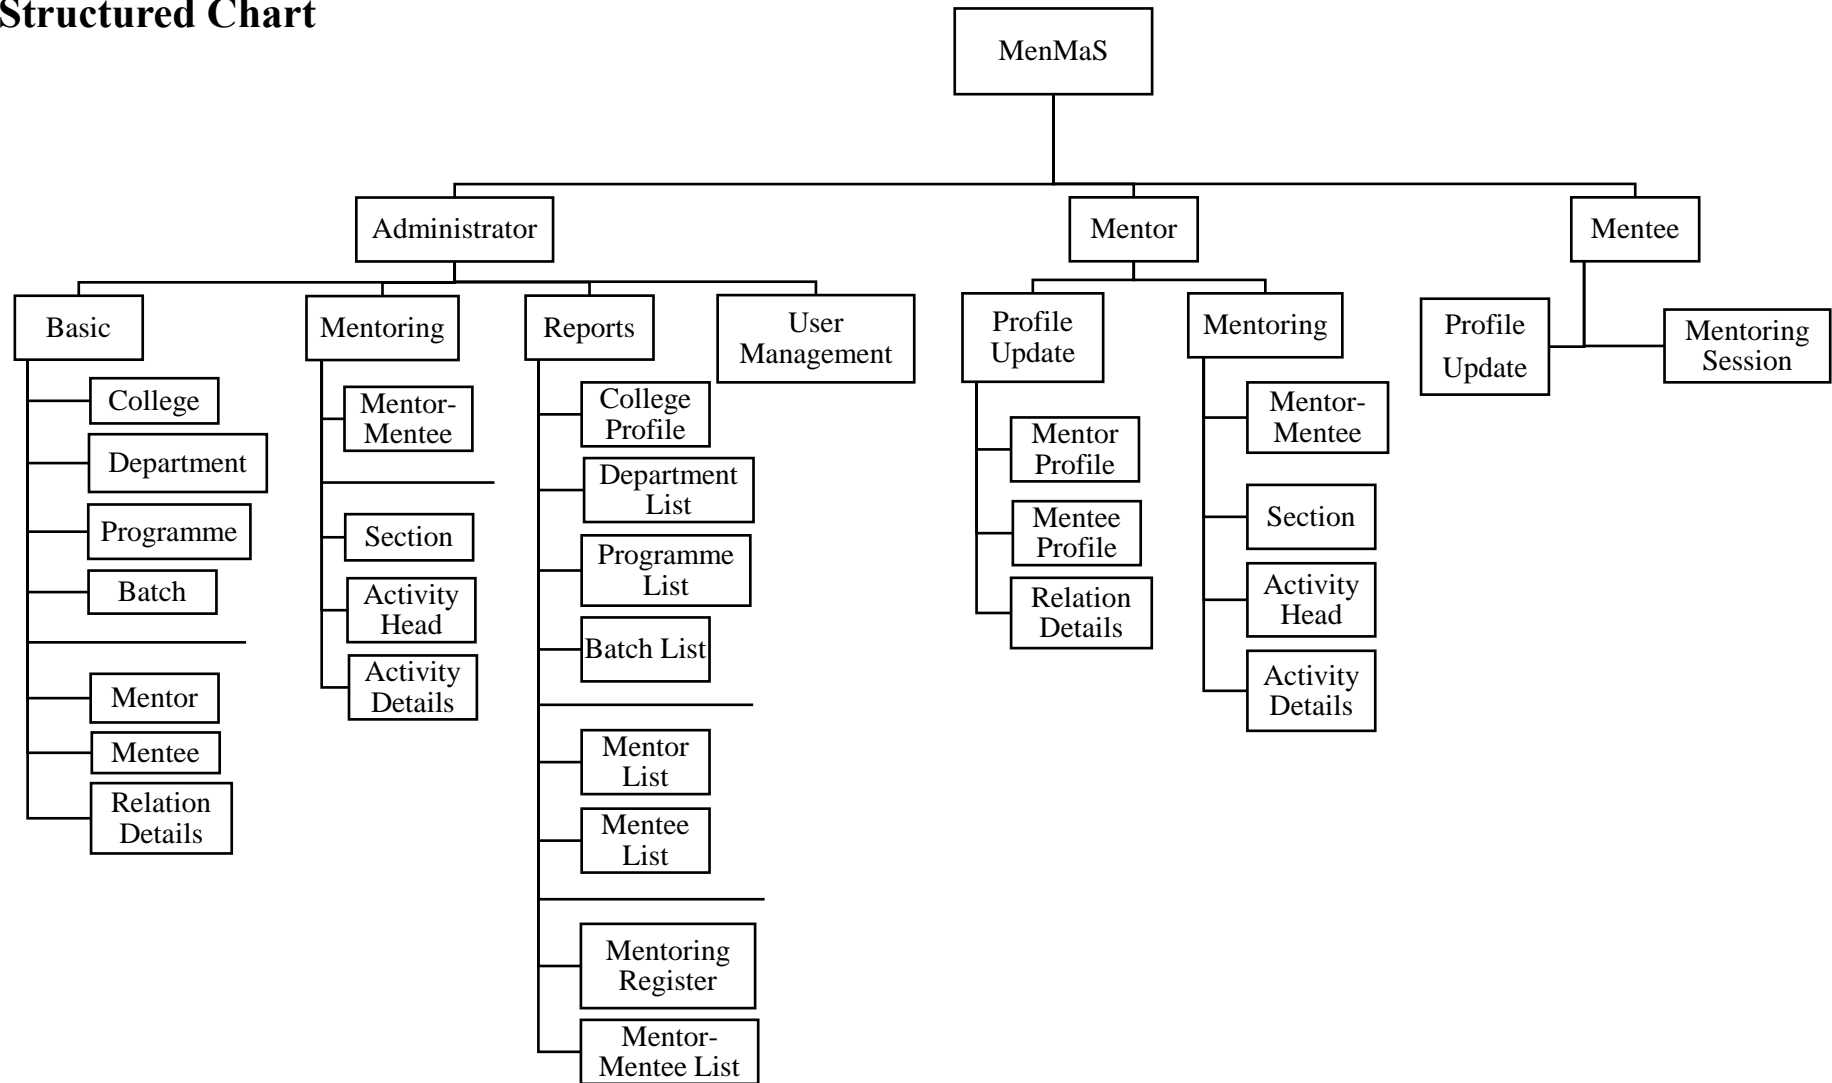 Structured Chart
MenMaS
Administrator
Mentor
Mentee
Basic
Mentoring
Reports
User
Management
Profile
Update
Mentoring
Profile
Update
Mentoring
Session
College
Department
Programme
Batch
Mentor
Mentee
Relation
Details
Mentor-
Mentee
Section
Activity
Head
Activity
Details
College
Profile
Department
List
Programme
List
Batch List
Mentor
List
Mentee
List
Mentoring
Register
Mentor-
Mentee List
Mentor
Profile
Mentee
Profile
Relation
Details
Mentor-
Mentee
Section
Activity
Head
Activity
Details